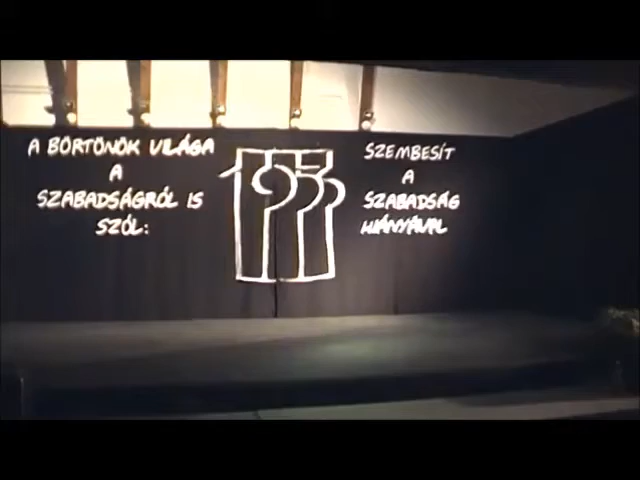 A BÖRTÖNÖK VILÁGA
A
SZABADSÁGRÓL IS
SZÓL:
SZEMBESÍT
A
SZABADSÁG
HIÁNYÁVAL